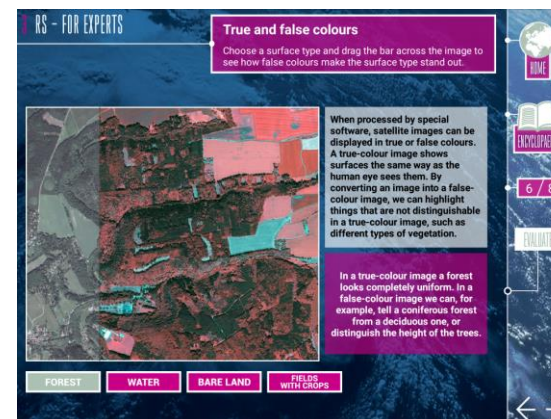 RS – FOR EXPERTS
True and false colours
Choose a surface type and drag the bar across the image to
see how false colours make the surface type stand out.
HOME
When processed by special
software, satellite images can be
displayed in true or false colours.
A true-colour image shows
surfaces the same way as the
human eye sees them. By
converting an image into a false-
colour image, we can highlight
things that are not distinguishable
in a true-colour image, such as
different types of vegetation.
In a true-colour image a forest
looks completely uniform. In a
false-colour image we can, for
example, tell a coniferous forest
from a deciduous one, or
distinguish the height of the trees.
6 / 8
EVALUATE
FOREST
WATER
BARE LAND
FIELDS
WITH CROPS